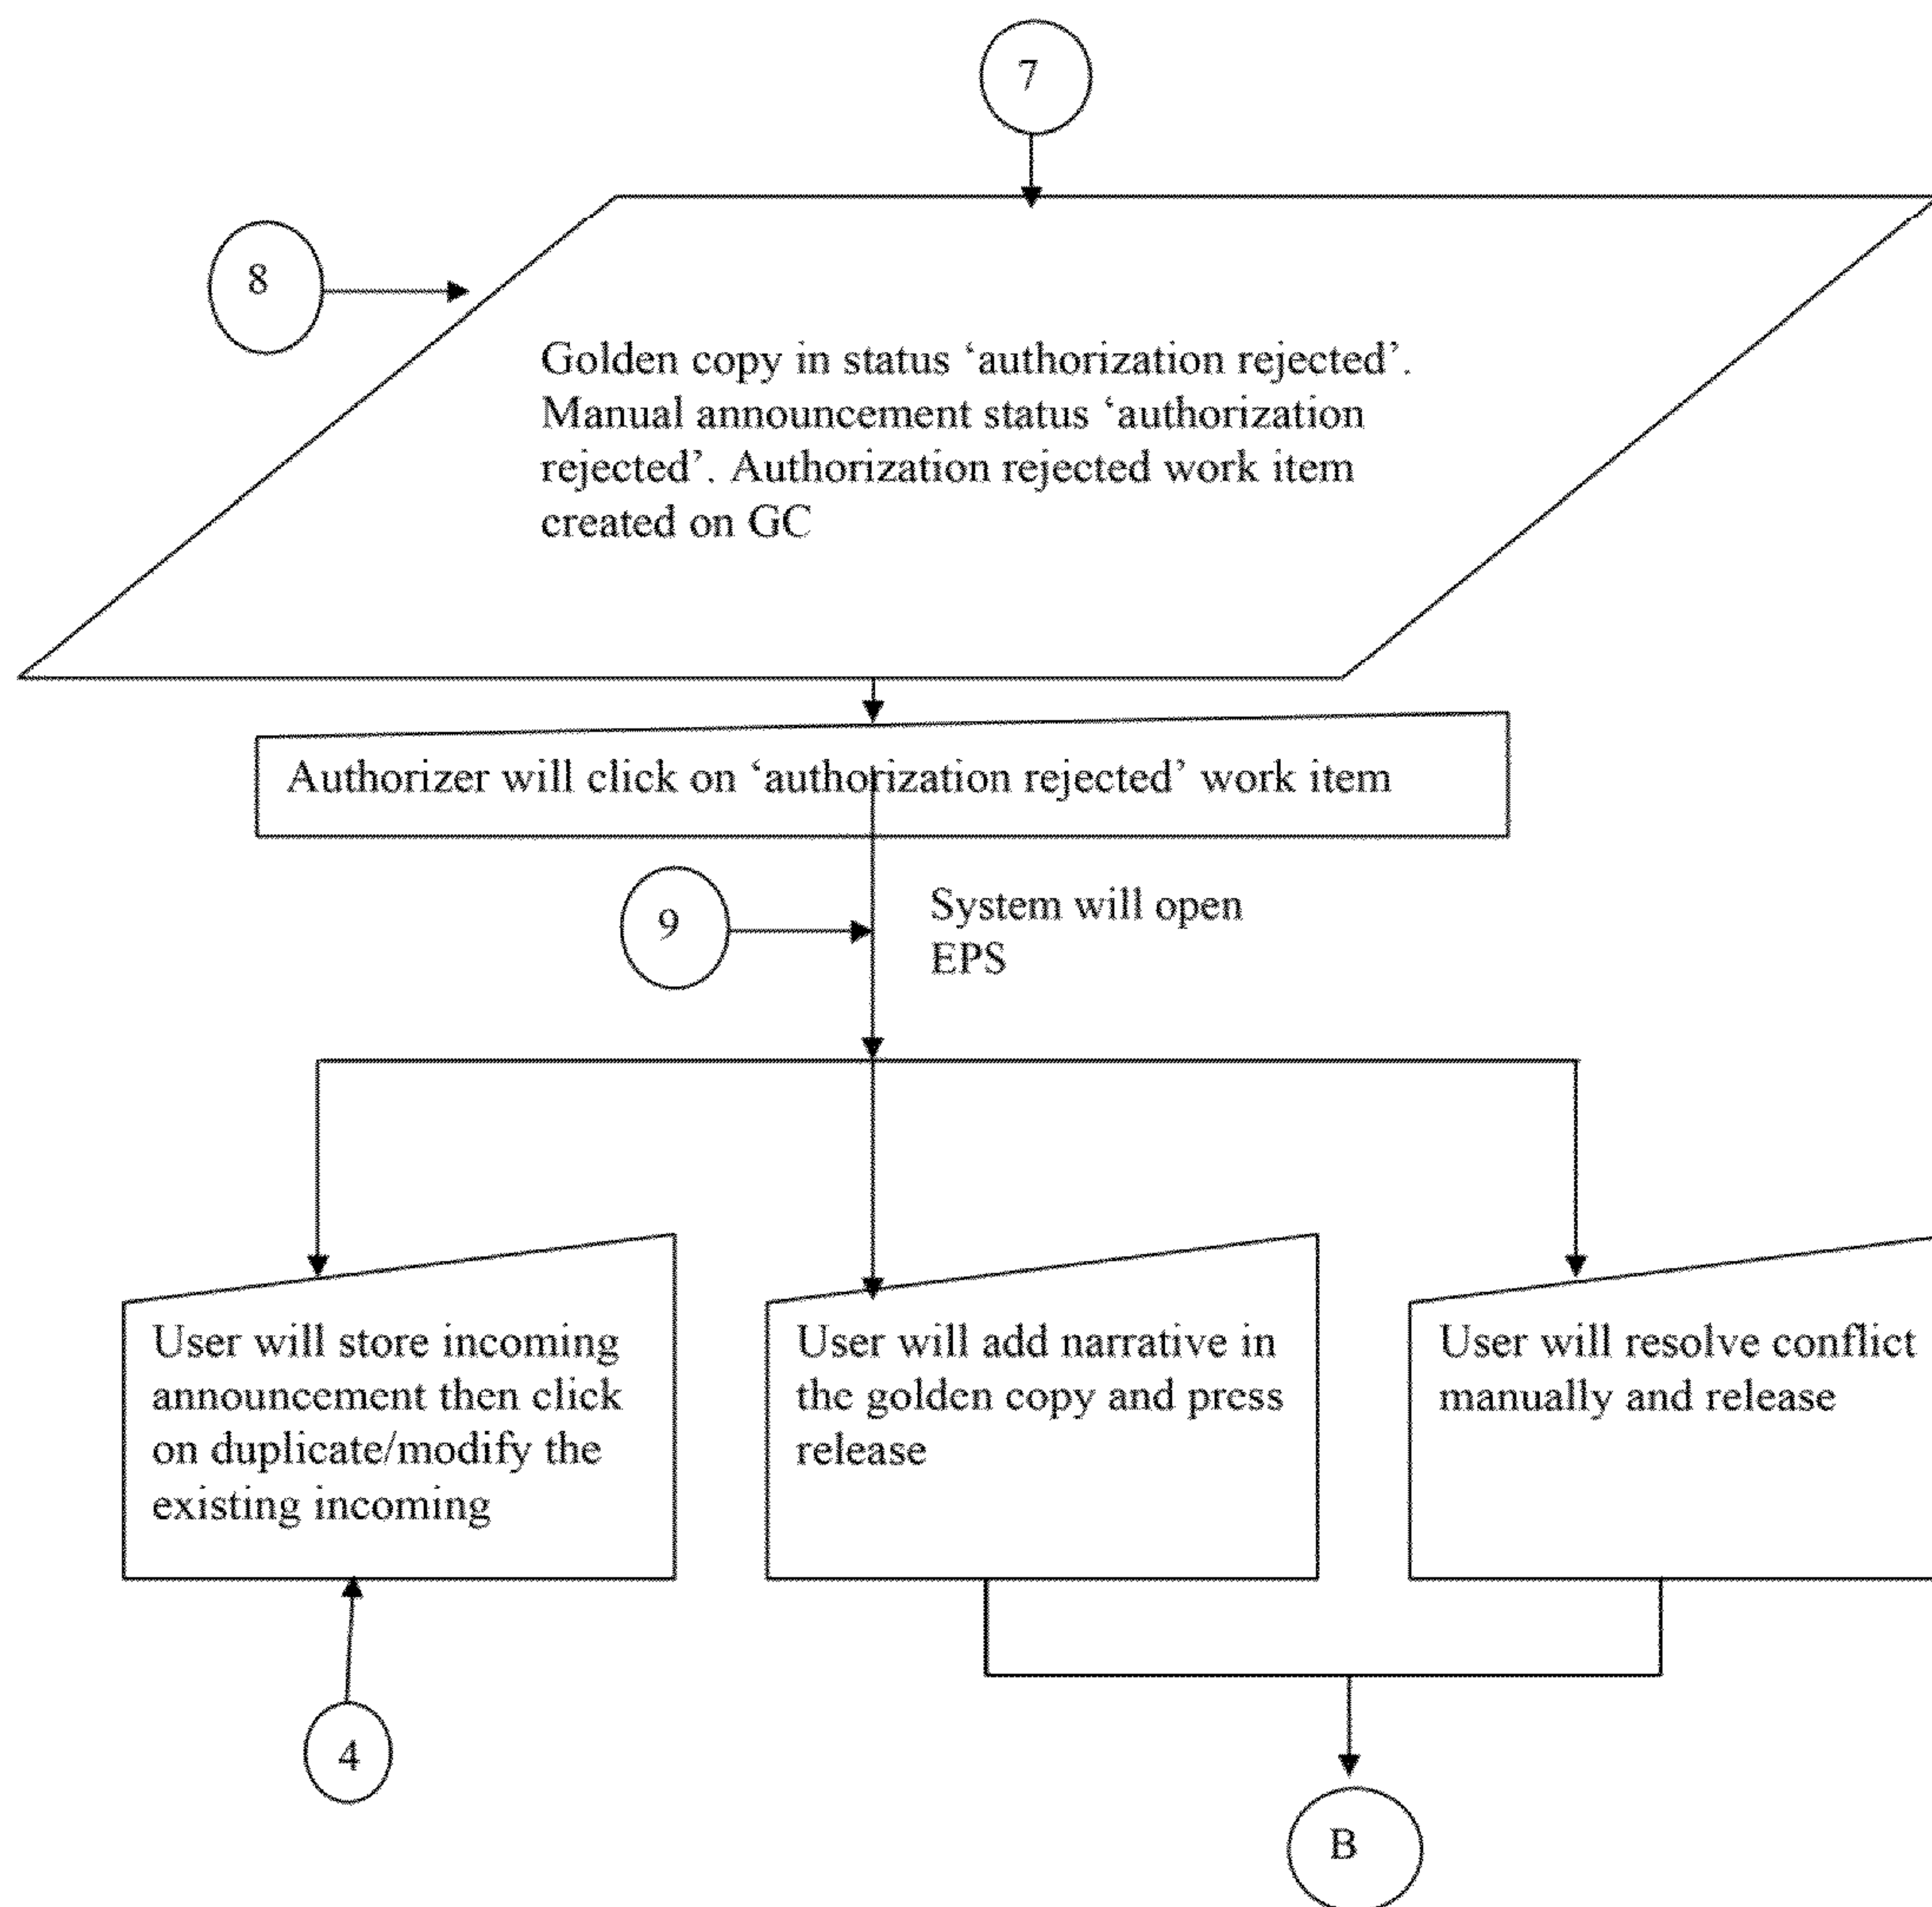 7
8
Golden copy in status ‘authorization rejected’.
Manual announcement status ‘authorization
rejected’. Authorization rejected work item
created on GC
Authorizer will click on ‘authorization rejected’ work item
9
System will open
EPS
User will store incoming
announcement then click
on duplicate/modify the
existing incoming
User will add narrative in
the golden copy and press
release
User will resolve conflict
manually and release
4
B